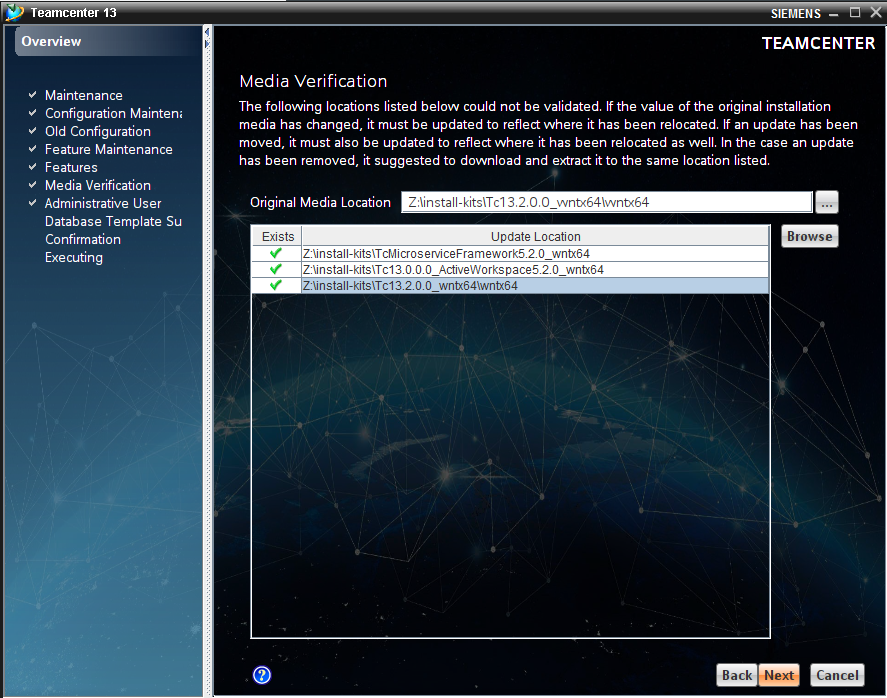 Teamcenter 13
SIEMENS
Overview
Maintenance
Configuration Maintena
Old Configuration
Feature Maintenance
Features
Media Verification
Administrative User
Database Template Su
Confirmation
Executing
TEAMCENTER
Media Verification
The following locations listed below could not be validated. If the value of the original installation
media has changed, it must be updated to reflect where it has been relocated. If an update has been
moved, it must also be updated to reflect where it has been relocated as well. In the case an update
has been removed, it suggested to download and extract it to the same location listed.
Original Media Location Z:\install-kits\Tc13.2.0.0_wntx64\wntx64 ...
Exists Update Location
Browse
Z:\install-kits\TcMicroserviceFramework5.2.0_wntx64
Z:\install-kits\Tc13.0.0.0_ActiveWorkspace5.2.0_wntx64
Z:\install-kits\Tc13.2.0.0_wntx64\wntx64
? Back Next Cancel